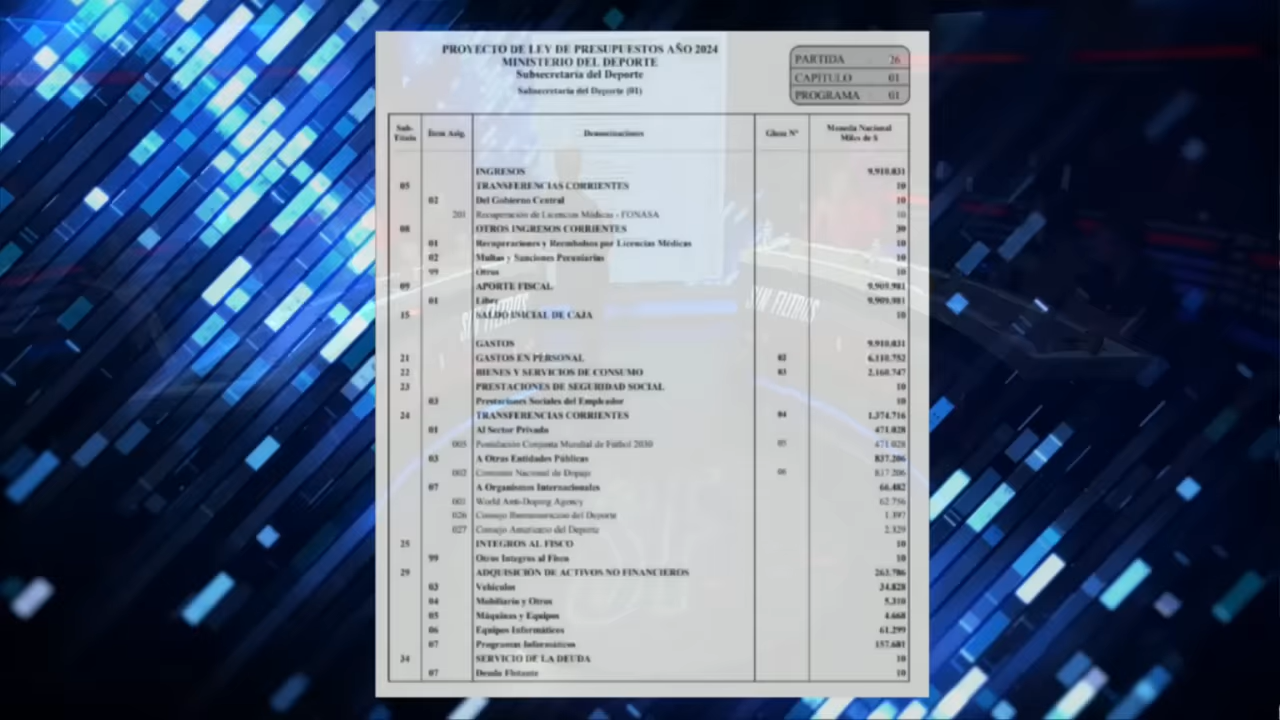 PROYECTO DE LEY DE PRESUPUESTOS AÑO 2024
MINISTERIO DEL DEPORTE
Subsecretaría del Deporte
Subsecretaría del Deporte (01)
PARTIDA 26
CAPITULO 01
PROGRAMA 01
Sub-Título Item Asig. Denominaciones Glosa N° Moneda Nacional Miles de $
INGRESOS 9.910.031
05 TRANSFERENCIAS CORRIENTES 10
02 Del Gobierno Central 10
201 Recuperación de Licencias Médicas - FONASA 10
08 OTROS INGRESOS CORRIENTES 30
01 Recuperaciones y Reembolsos por Licencias Médicas 10
02 Multas y Sanciones Pecuniarias 10
99 Otros 10
09 APORTE FISCAL 9.909.981
01 Libre 9.909.981
15 SALDO INICIAL DE CAJA 10
GASTOS 9.910.031
21 GASTOS EN PERSONAL 02 6.110.752
22 BIENES Y SERVICIOS DE CONSUMO 03 2.160.747
23 PRESTACIONES DE SEGURIDAD SOCIAL 10
03 Prestaciones Sociales del Empleador 10
24 TRANSFERENCIAS CORRIENTES 04 1.374.716
01 Al Sector Privado 471.028
003 Postulación Conjunta Mundial de Fútbol 2030 05 471.028
03 A Otras Entidades Públicas 837.206
002 Comisión Nacional de Dopaje 06 837.206
07 A Organismos Internacionales 66.482
001 World Anti-Doping Agency 62.756
026 Consejo Iberoamericano del Deporte 1.397
027 Consejo Americano del Deporte 2.329
25 INTEGROS AL FISCO 10
99 Otros Integros al Fisco 10
29 ADQUISICIÓN DE ACTIVOS NO FINANCIEROS 263.786
03 Vehículos 34.828
04 Mobiliario y Otros 5.310
05 Máquinas y Equipos 4.668
06 Equipos Informáticos 61.299
07 Programas Informáticos 157.681
34 SERVICIO DE LA DEUDA 10
07 Deuda Flotante 10
SIN FILTROS
SIN FILTROS